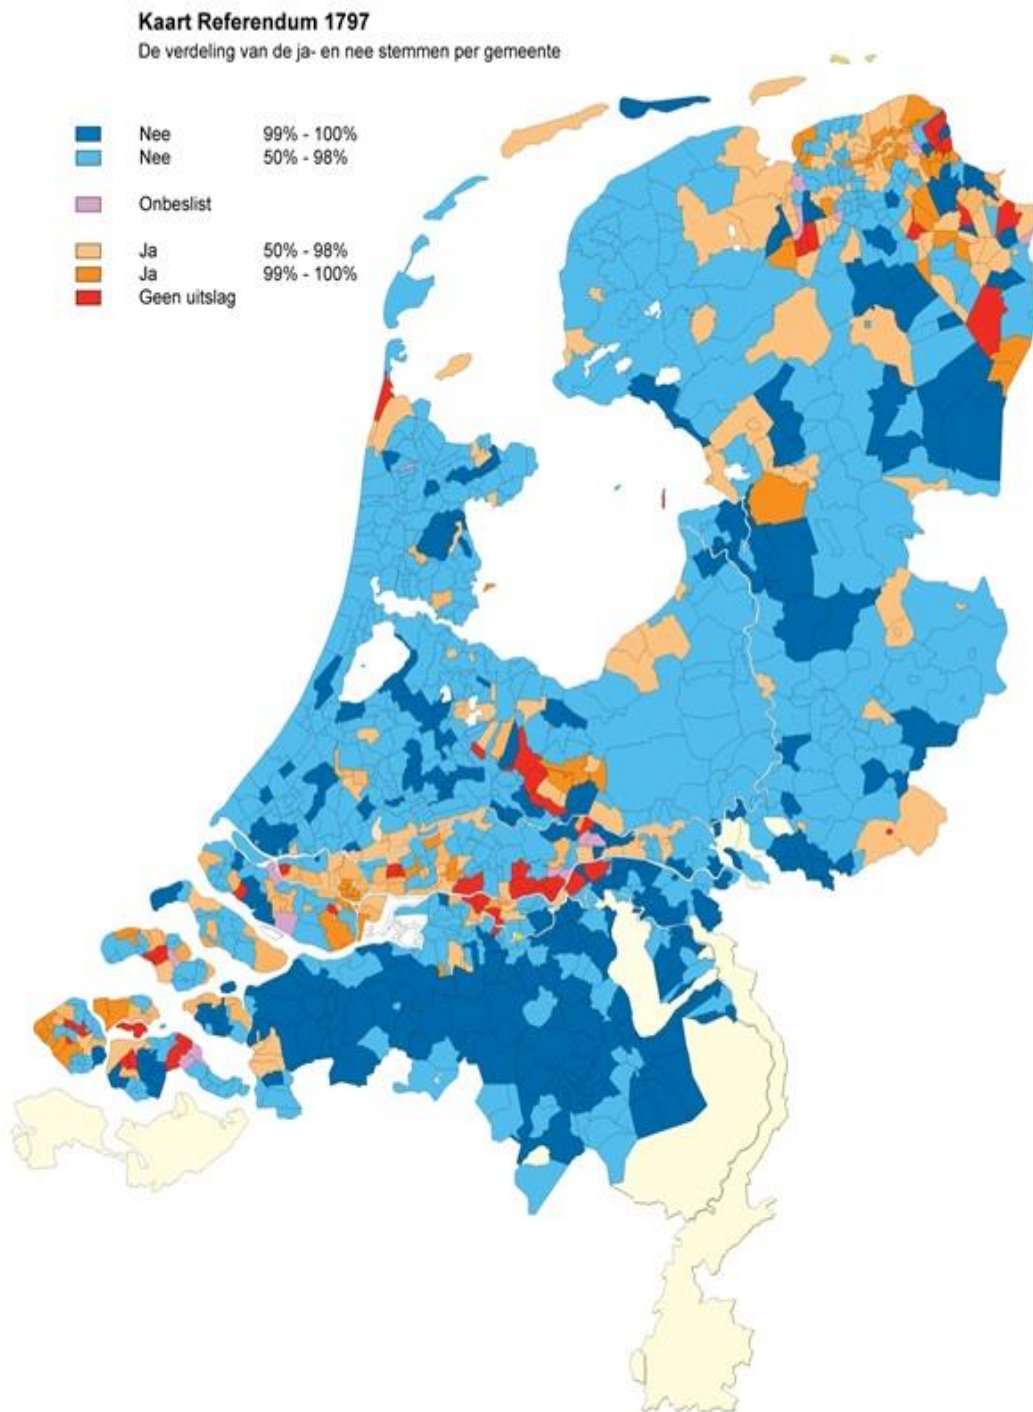 Kaart Referendum 1797
De verdeling van de ja- en nee stemmen per gemeente
Nee 99% - 100%
Nee 50% - 98%
Onbeslist
Ja 50% - 98%
Ja 99% - 100%
Geen uitslag